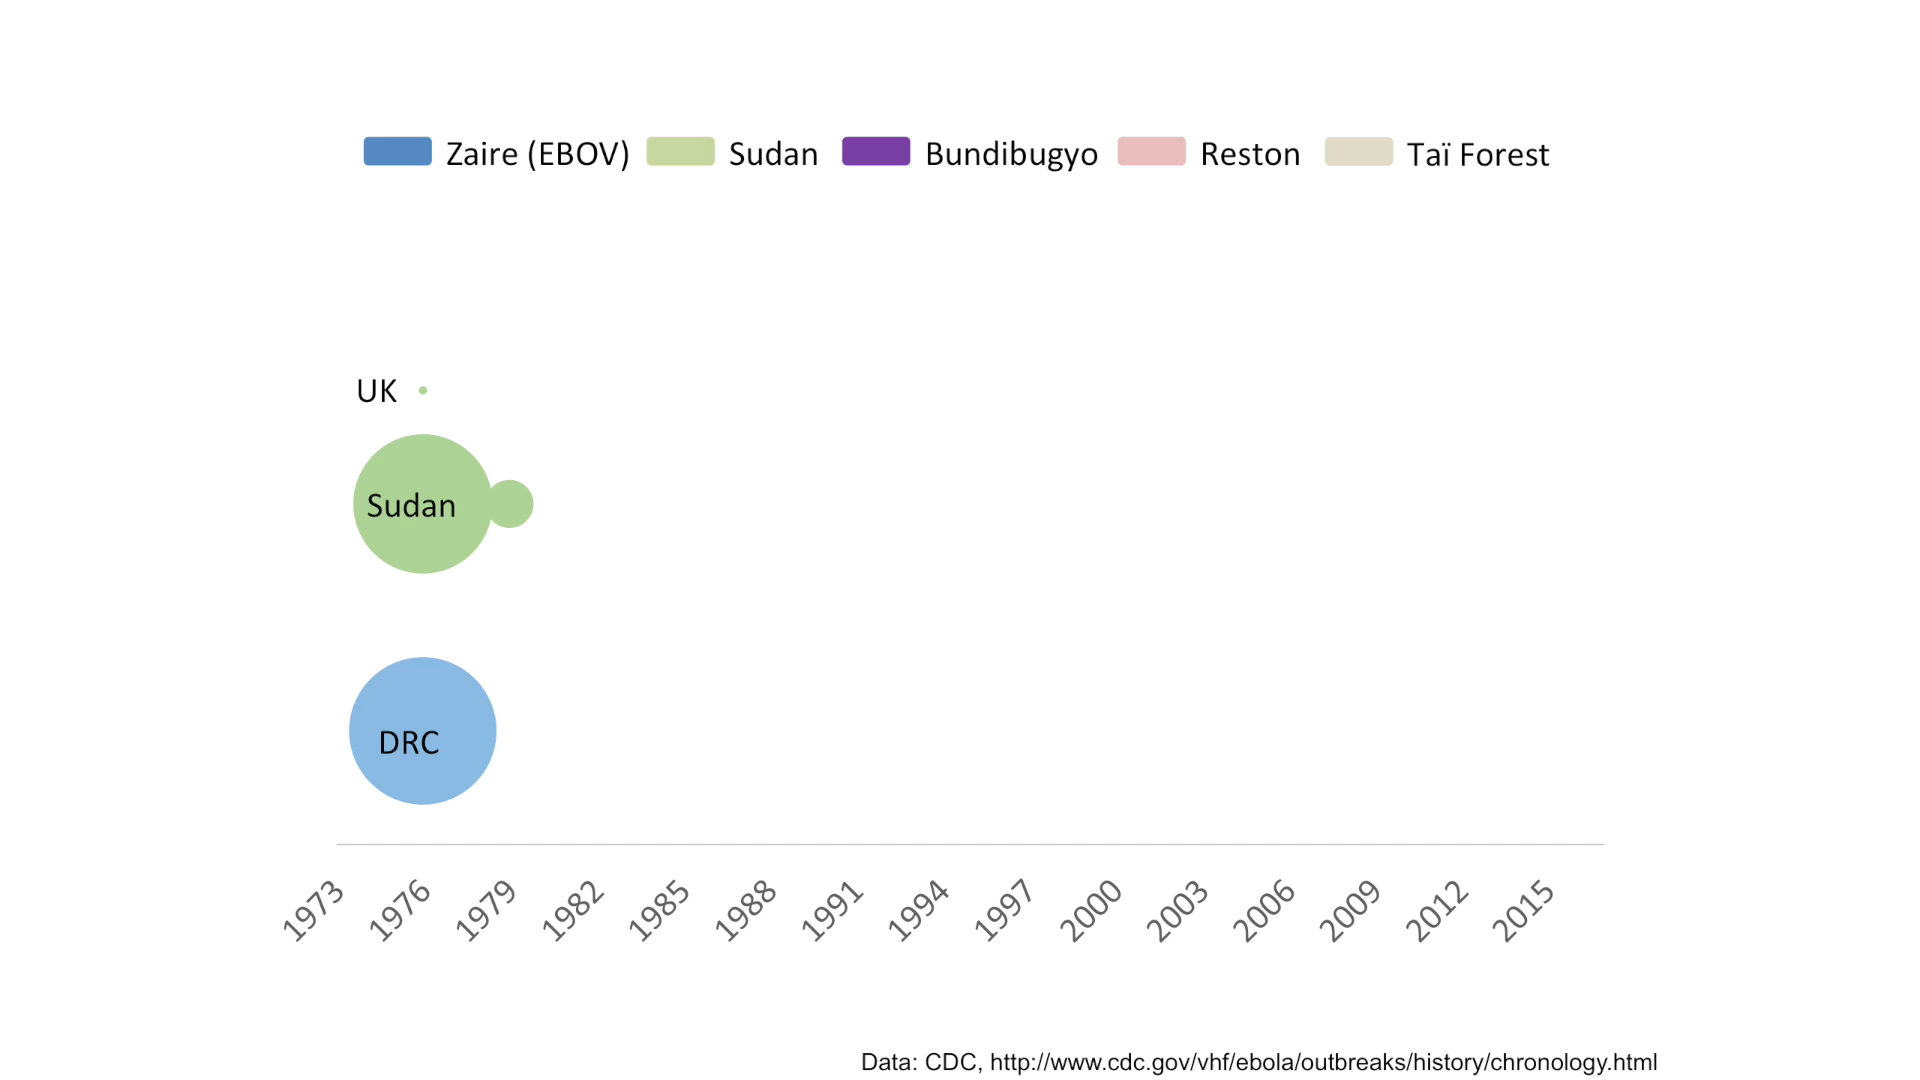 Zaire (EBOV) Sudan Bundibugyo Reston Taï Forest
UK
Sudan
DRC
1973 1976 1979 1982 1985 1988 1991 1994 1997 2000 2003 2006 2009 2012 2015
Data: CDC, http://www.cdc.gov/vhf/ebola/outbreaks/history/chronology.html